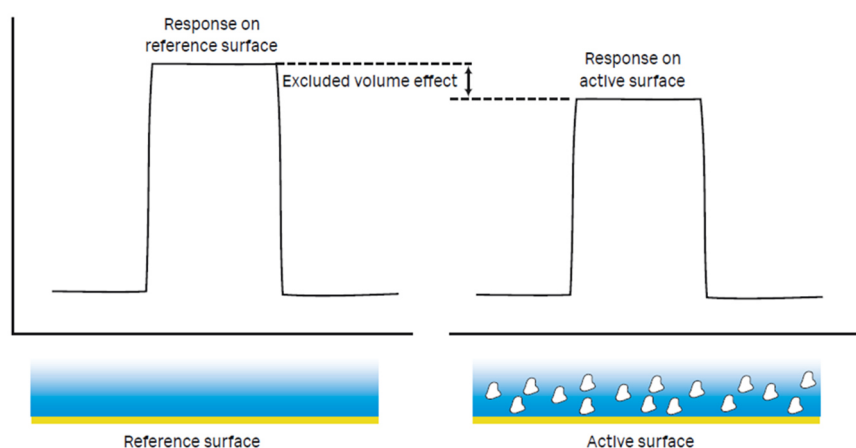 Response on
reference surface
Excluded volume effect
Response on
active surface
Reference surface
Active surface